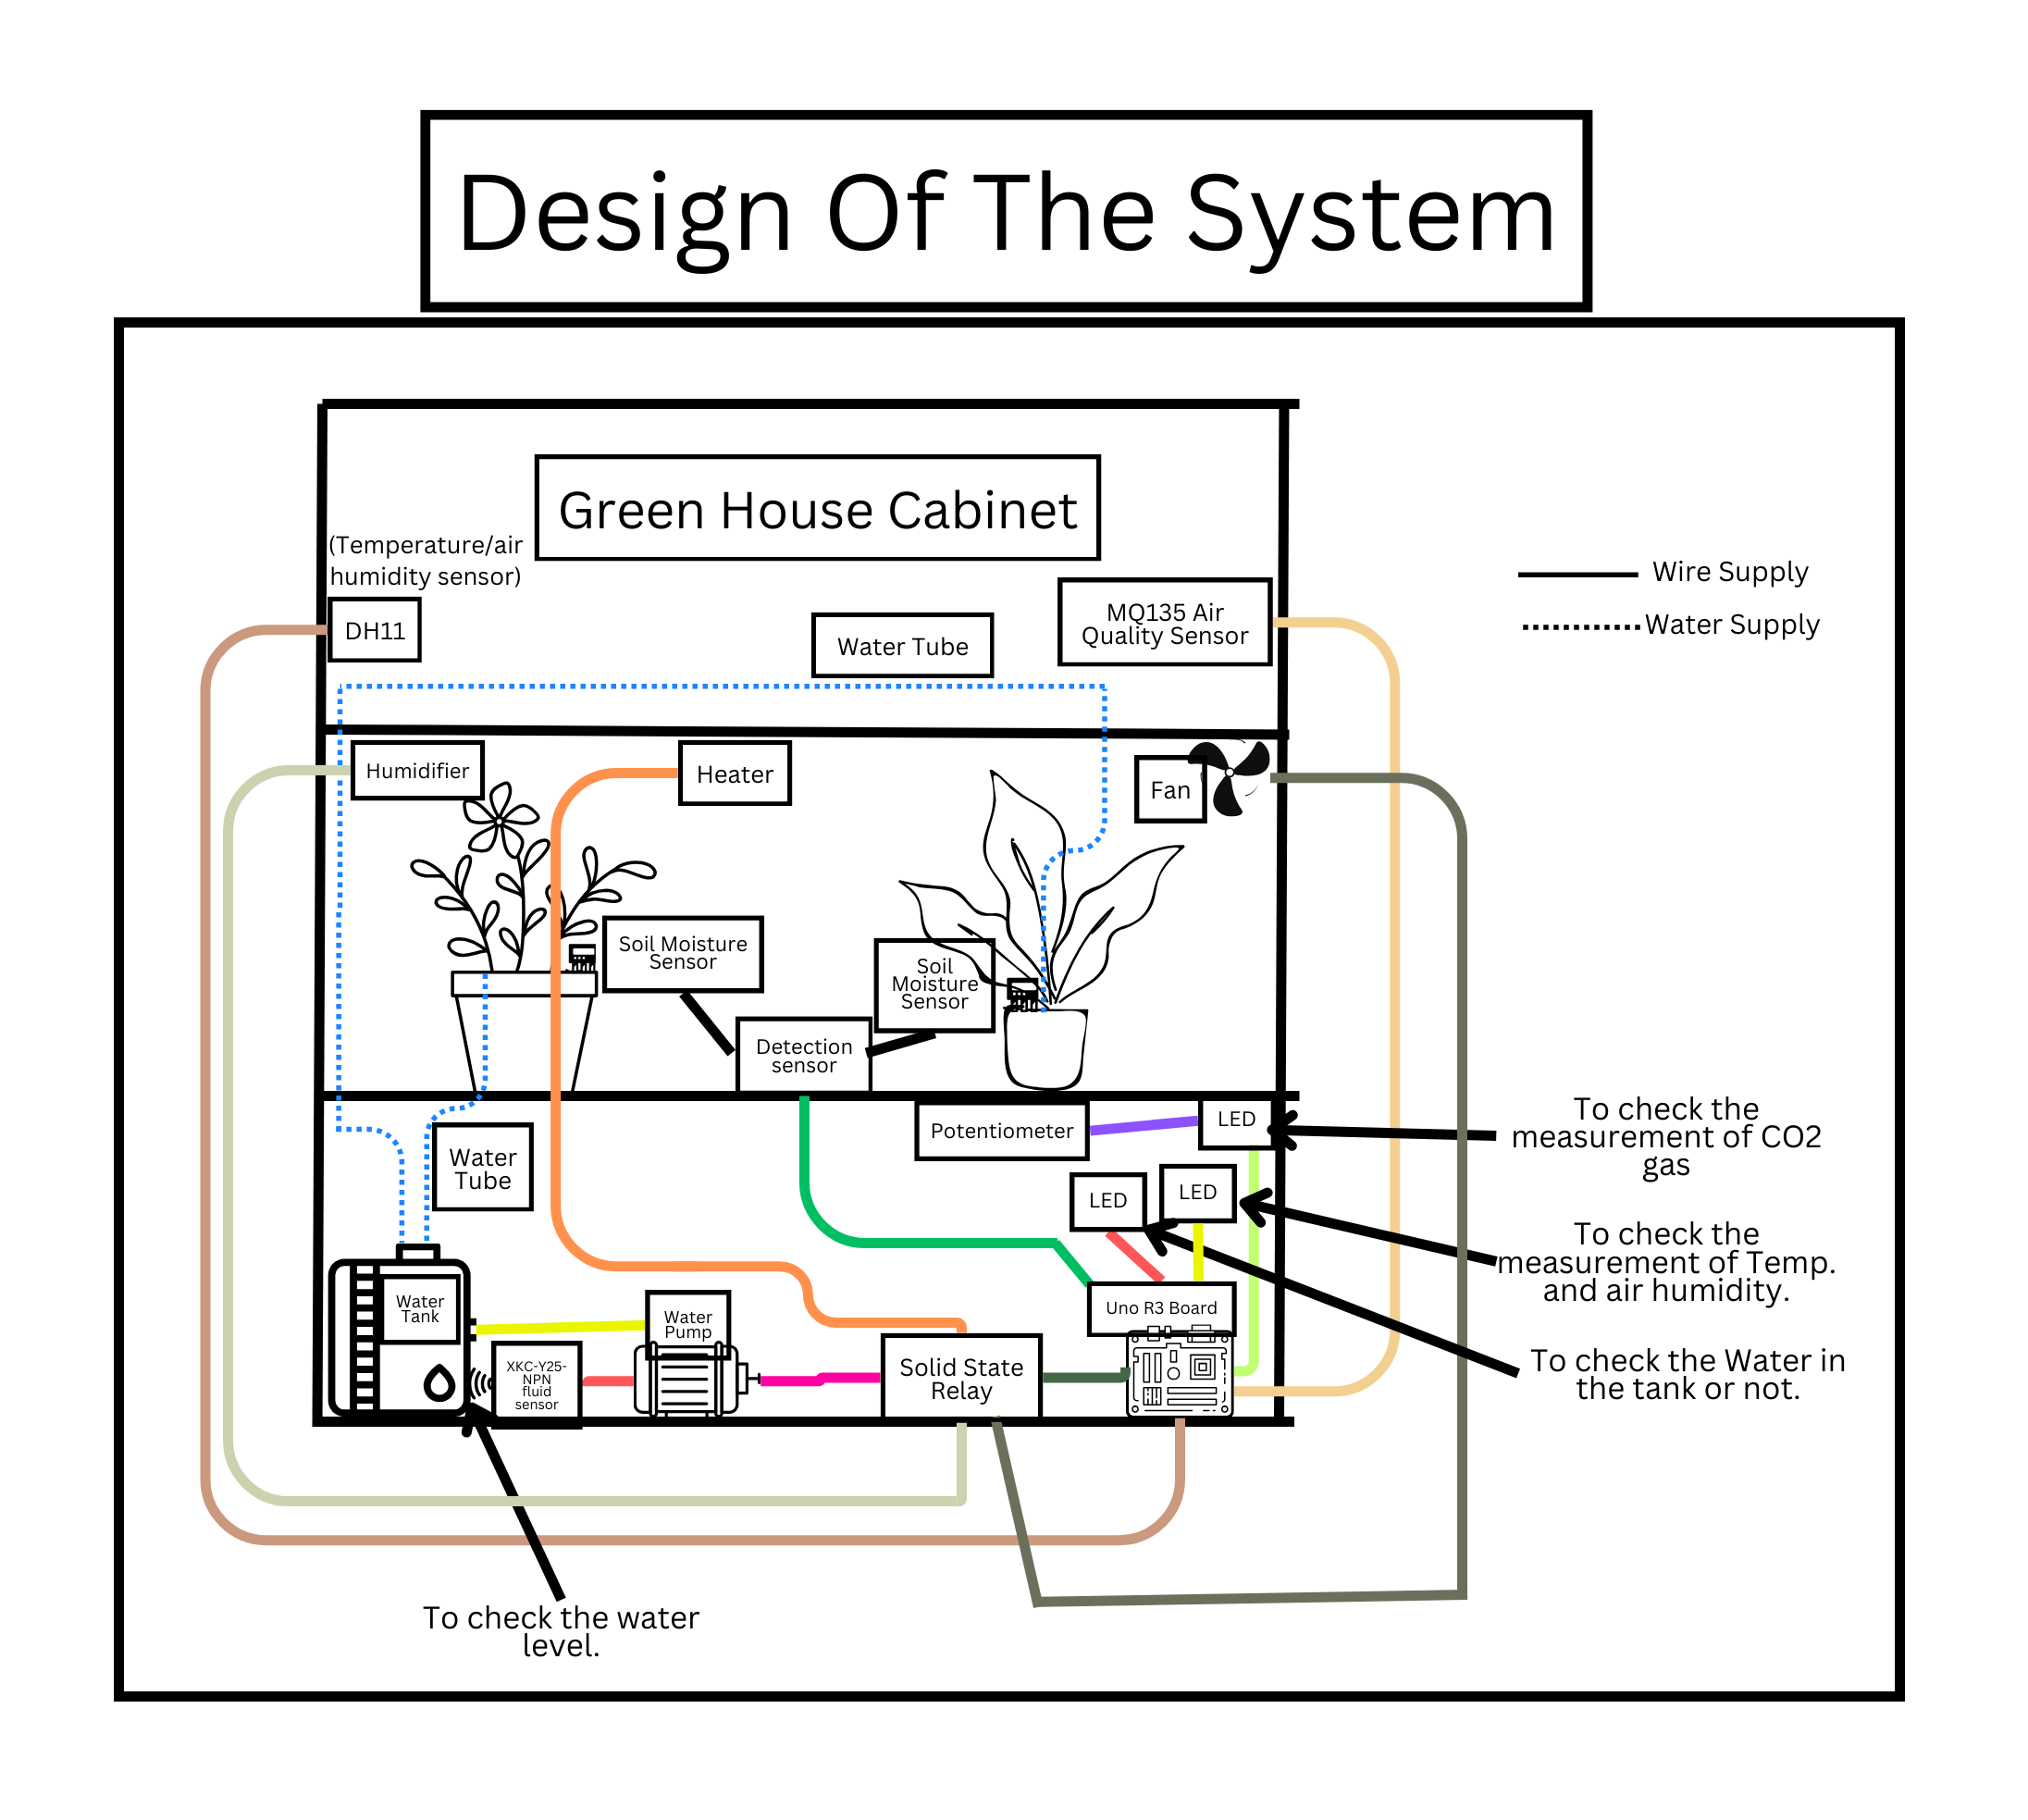 Design Of The System
Green House Cabinet
(Temperature/air
humidity sensor)
DH11
Water Tube
MQ135 Air
Quality Sensor
Wire Supply
Water Supply
Humidifier
Heater
Fan
Soil Moisture
Sensor
Soil
Moisture
Sensor
Detection
sensor
Potentiometer
LED
To check the
measurement of CO2
gas
Water
Tube
LED
LED
To check the
measurement of Temp.
and air humidity.
Water
Tank
Water
Pump
Uno R3 Board
XKC-Y25-
NPN
fluid
sensor
Solid State
Relay
To check the Water in
the tank or not.
To check the water
level.